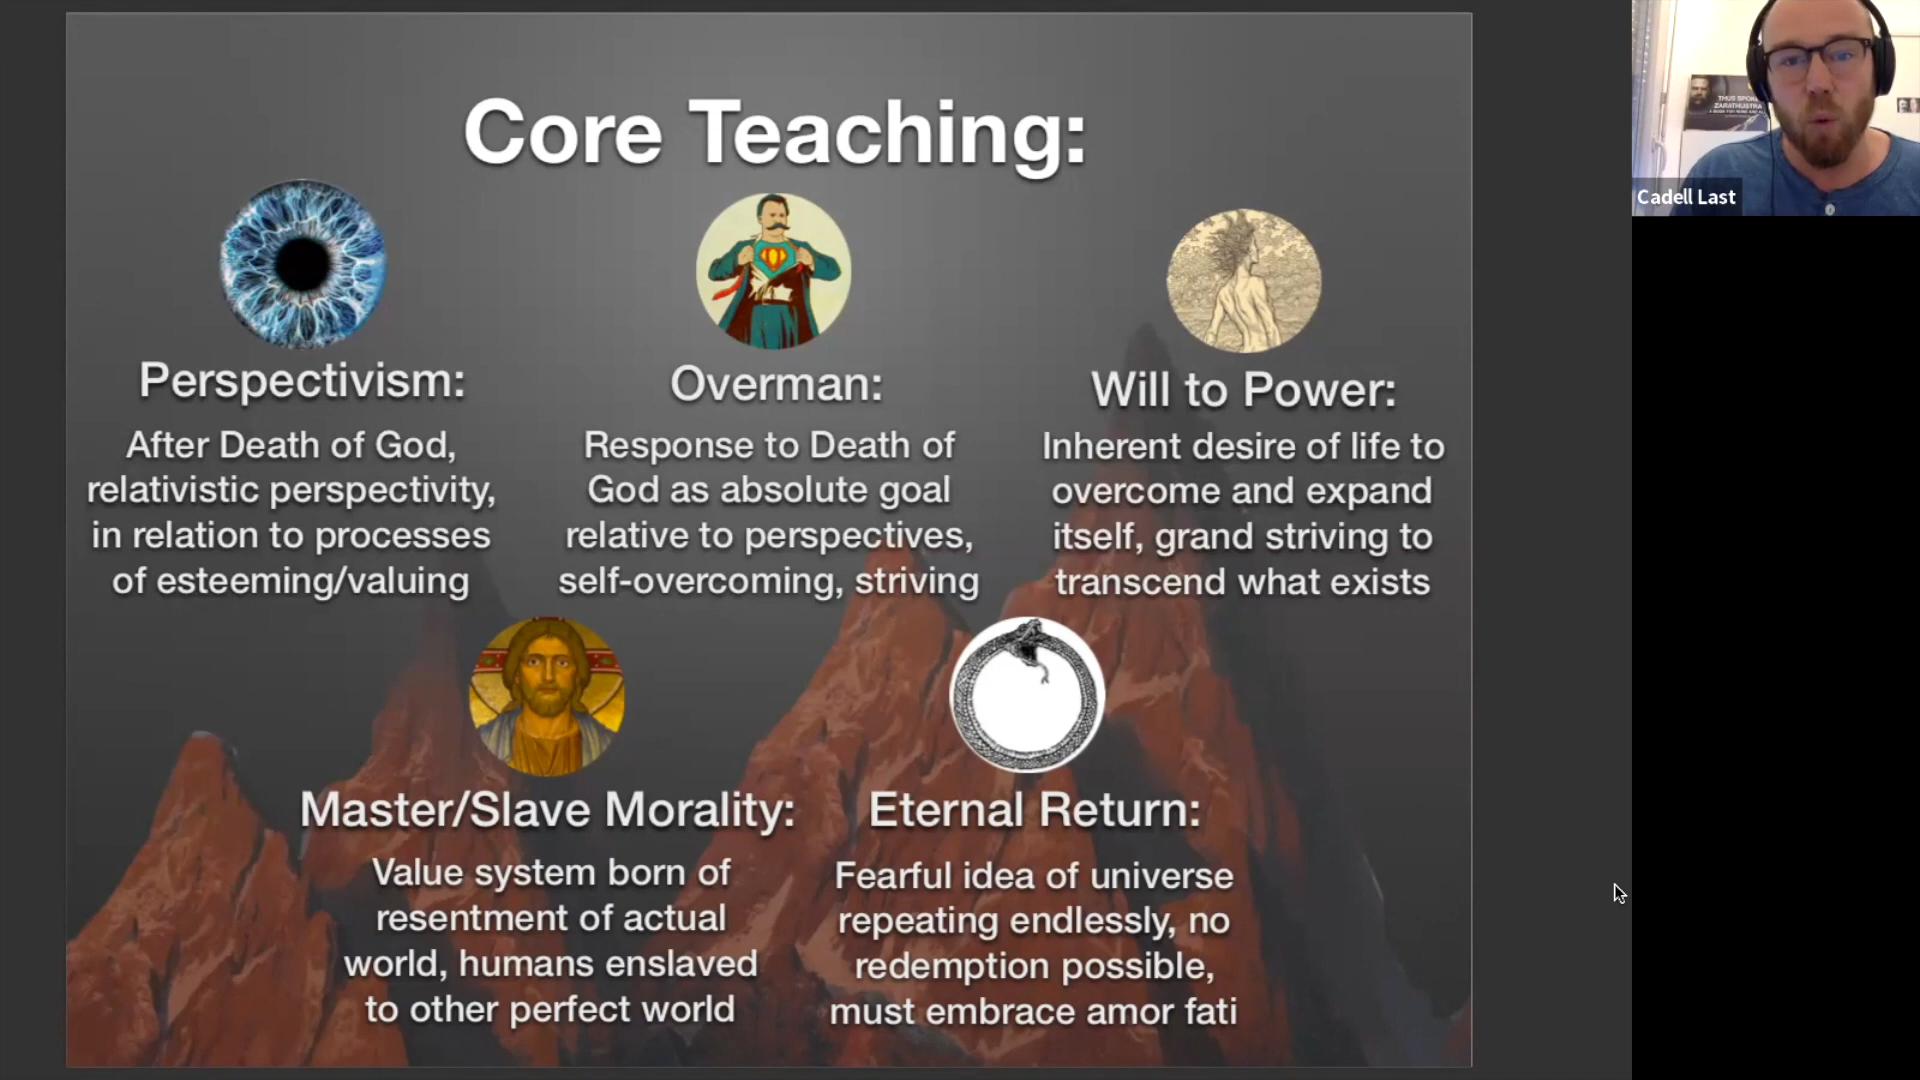 Core Teaching:
Perspectivism:
After Death of God,
relativistic perspectivity,
in relation to processes
of esteeming/valuing
Overman:
Response to Death of
God as absolute goal
relative to perspectives,
self-overcoming, striving
Will to Power:
Inherent desire of life to
overcome and expand
itself, grand striving to
transcend what exists
Master/Slave Morality:
Value system born of
resentment of actual
world, humans enslaved
to other perfect world
Eternal Return:
Fearful idea of universe
repeating endlessly, no
redemption possible,
must embrace amor fati
THUS SPOKE
ZARATHUSTRA
Cadell Last